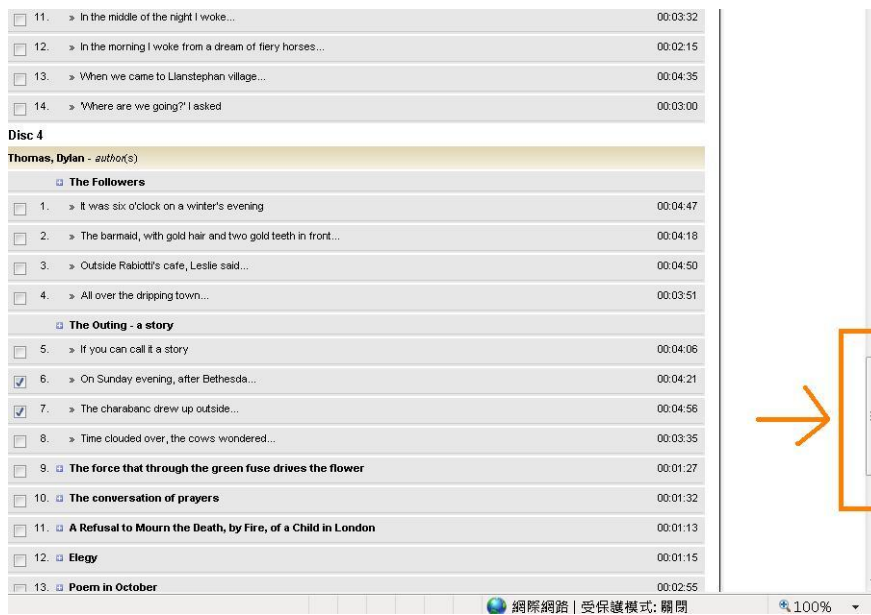 11. » In the middle of the night I woke... 00:03:32
12. » In the morning I woke from a dream of fiery horses... 00:02:15
13. » When we came to Llanstephan village... 00:04:35
14. » 'Where are we going?' I asked 00:03:00
Disc 4
Thomas, Dylan - author(s)
The Followers
1. » It was six o'clock on a winter's evening 00:04:47
2. » The barmaid, with gold hair and two gold teeth in front... 00:04:18
3. » Outside Rabiotti's cafe, Leslie said... 00:04:50
4. » All over the dripping town... 00:03:51
The Outing - a story
5. » If you can call it a story 00:04:06
6. » On Sunday evening, after Bethesda... 00:04:21
7. » The charabanc drew up outside... 00:04:56
8. » Time clouded over, the cows wondered... 00:03:35
9. The force that through the green fuse drives the flower 00:01:27
10. The conversation of prayers 00:01:32
11. A Refusal to Mourn the Death, by Fire, of a Child in London 00:01:13
12. Elegy 00:01:15
13. Poem in October 00:02:55
網際網路 | 受保護模式: 關閉 100%